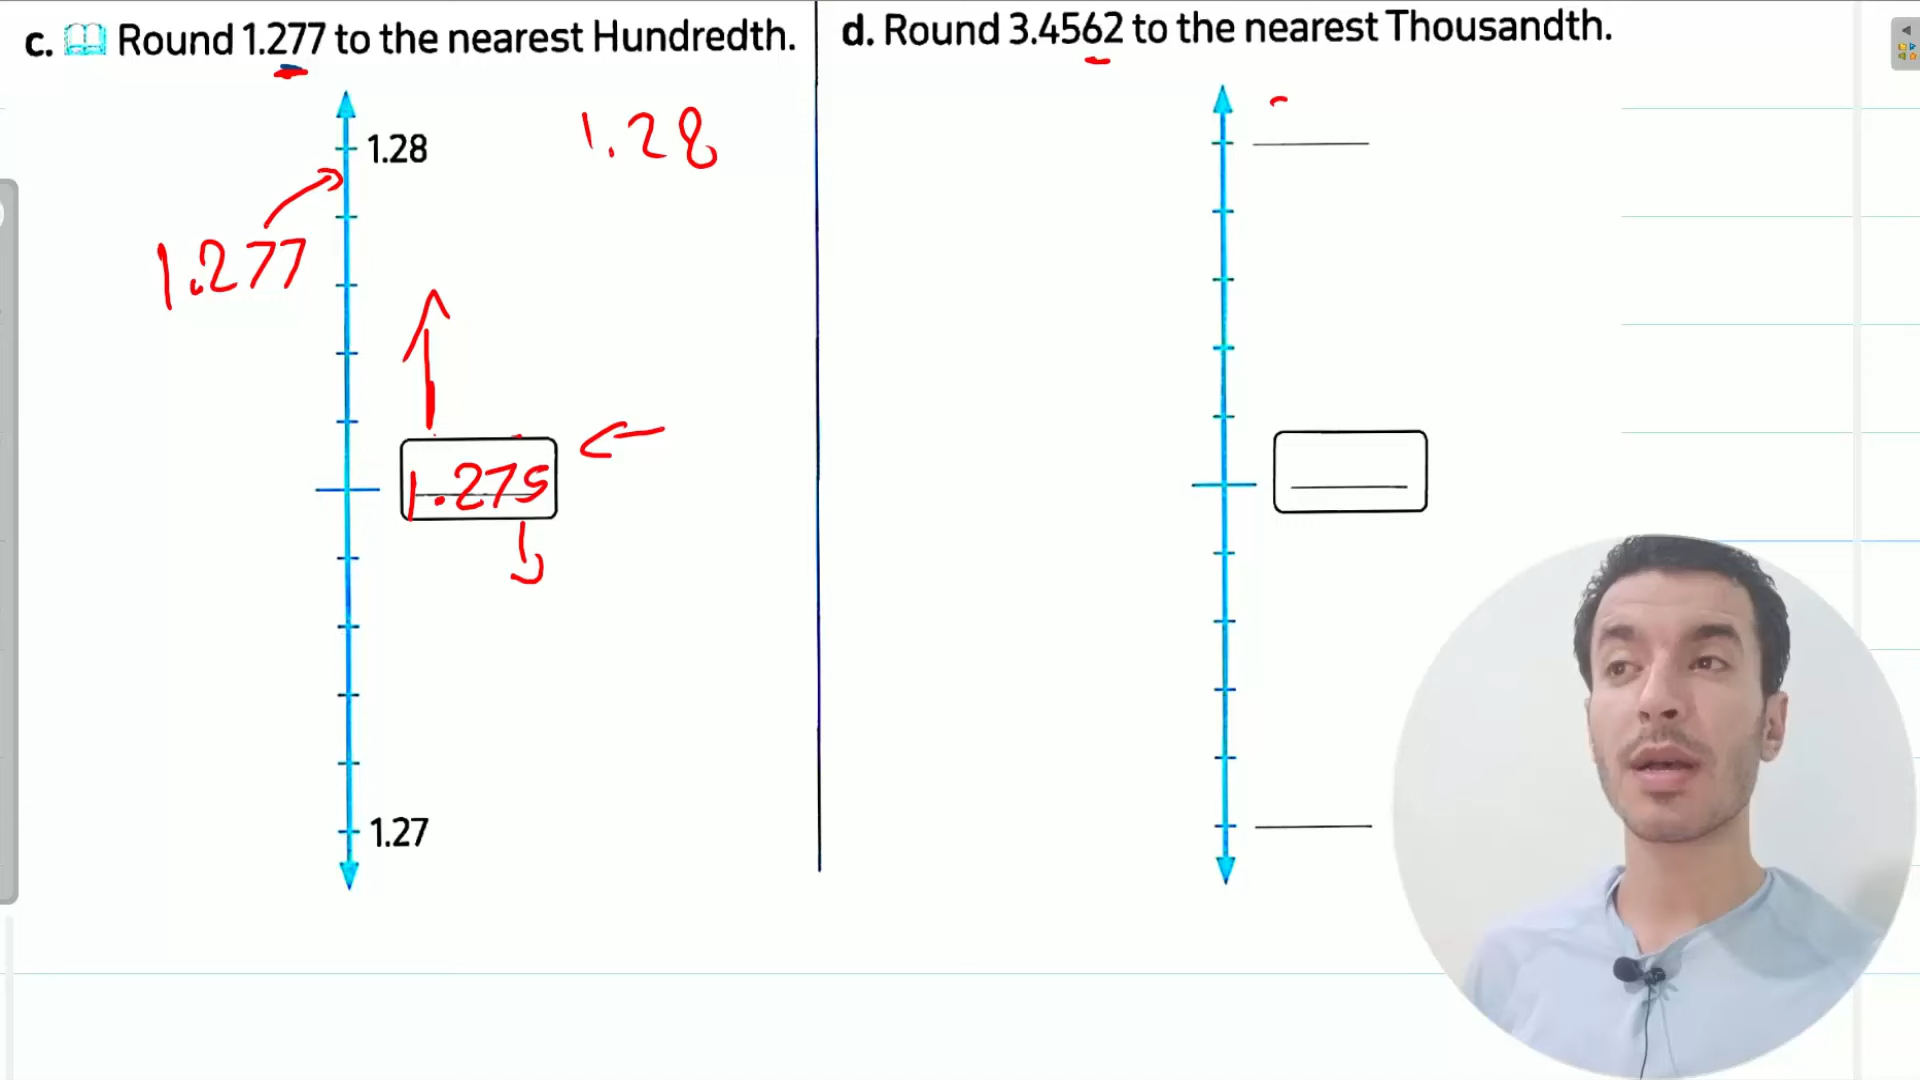 c. Round 1.277 to the nearest Hundredth.
1.28
1.28
1.277
1.275
1.27
d. Round 3.4562 to the nearest Thousandth.